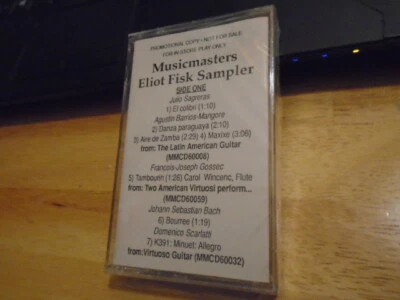 PROMOTIONAL COPY - NOT FOR SALE
FOR IN-STORE PLAY ONLY
Musicmasters
Eliot Fisk Sampler
SIDE ONE
Julio Sagreras
1) El colibri (1:10)
Agustin Barrios-Mangore
2) Danza paraguaya (2:10)
3) Aire de Zamba (2:29) 4) Maxixe (3:06)
from: The Latin American Guitar
(MMCD60008)
Francois-Joseph Gossec
5) Tambourin (1:26) Carol Wincenc, Flute
from: Two American Virtuosi perform...
(MMCD60059)
Johann Sebastian Bach
6) Bourree (1:19)
Domenico Scarlatti
7) K391: Minuet: Allegro
from: Virtuoso Guitar (MMCD60032)